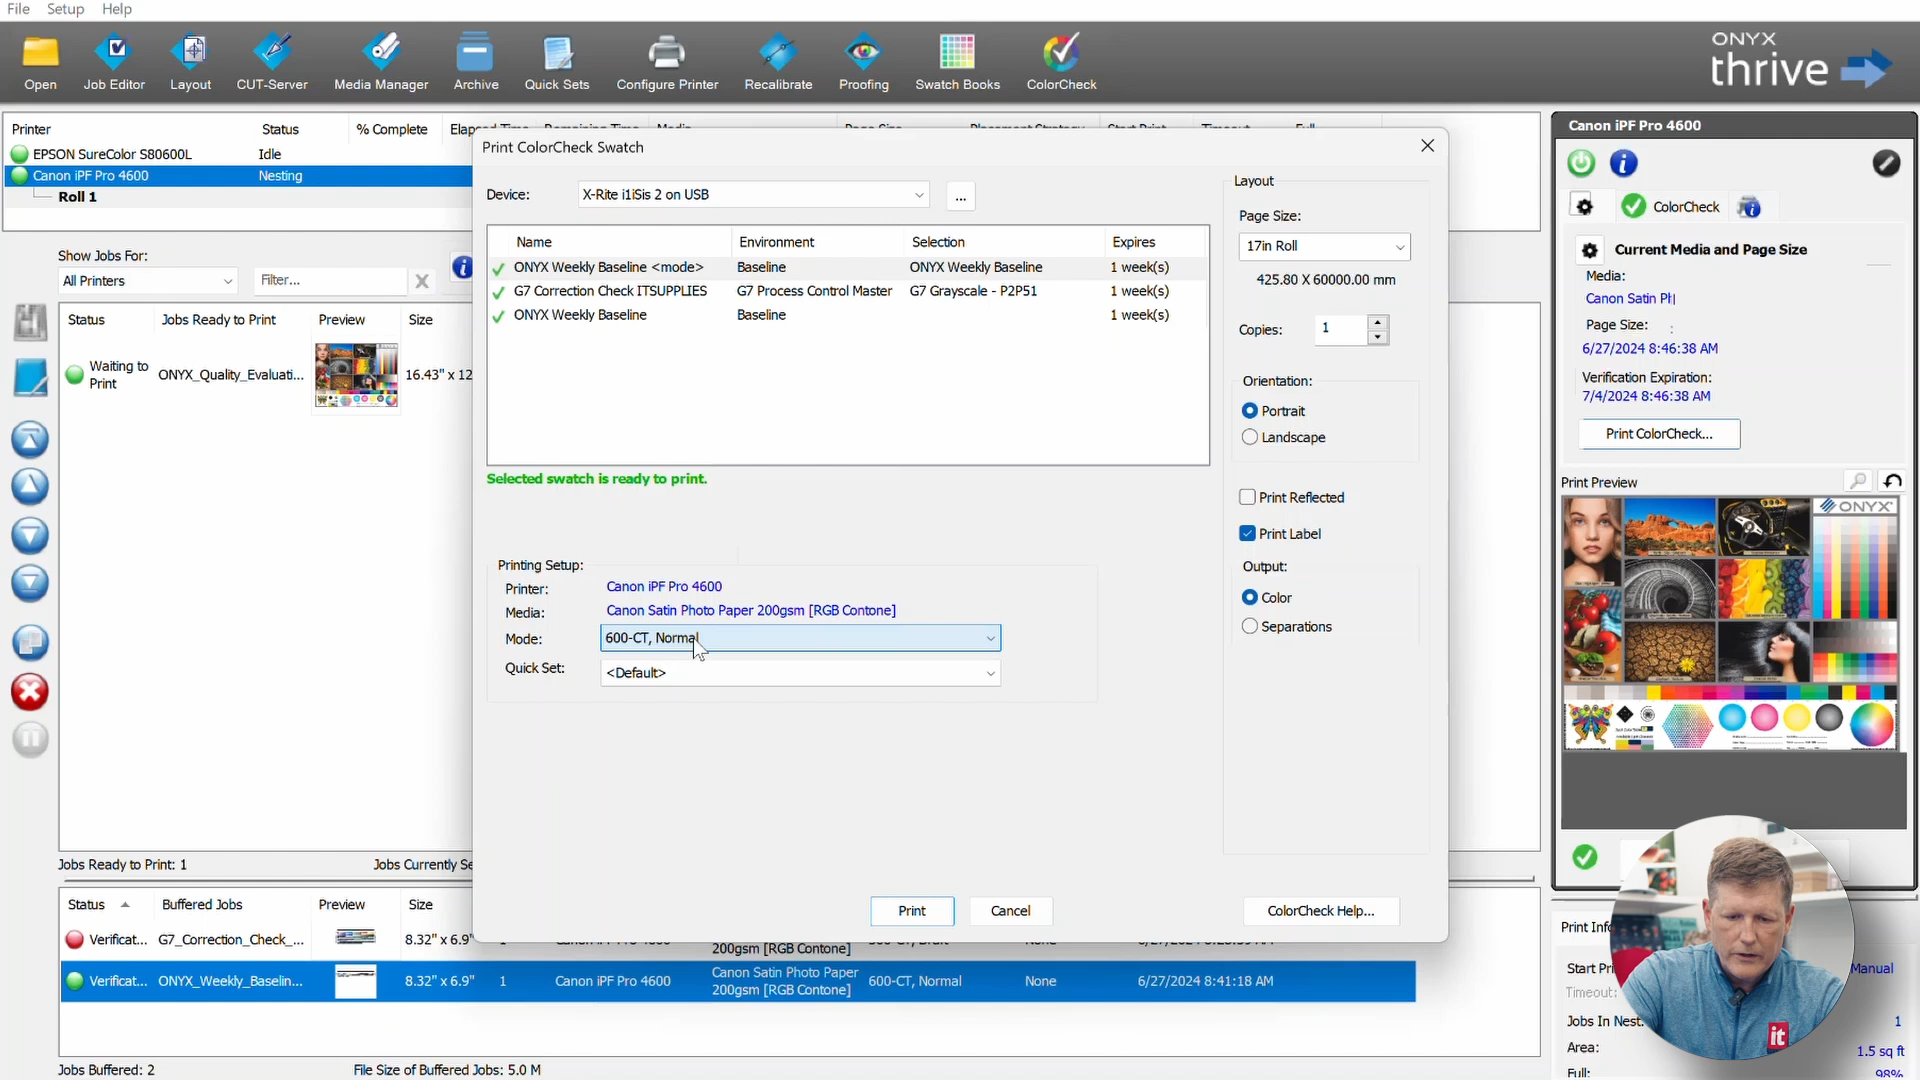 File Setup Help
Open
Job Editor
Layout
CUT-Server
Media Manager
Archive
Quick Sets
Configure Printer
Recalibrate
Proofing
Swatch Books
ColorCheck
ONYX
thrive
Printer Status % Complete
EPSON SureColor S80600L Idle
Canon iPF Pro 4600 Nesting
Roll 1
Show Jobs For:
All Printers
Filter...
Status Jobs Ready to Print Preview Size
Waiting to
Print
ONYX_Quality_Evaluati...
16.43" x 12
Jobs Ready to Print: 1
Print ColorCheck Swatch
Device: X-Rite i1iSis 2 on USB ...
Name Environment Selection Expires
ONYX Weekly Baseline <mode> Baseline ONYX Weekly Baseline 1 week(s)
G7 Correction Check ITSUPPLIES G7 Process Control Master G7 Grayscale - P2P51 1 week(s)
ONYX Weekly Baseline Baseline 1 week(s)
Selected swatch is ready to print.
Printing Setup:
Printer: Canon iPF Pro 4600
Media: Canon Satin Photo Paper 200gsm [RGB Contone]
Mode: 600-CT, Normal
Quick Set: <Default>
Layout
Page Size:
17in Roll
425.80 X 60000.00 mm
Copies: 1
Orientation:
Portrait
Landscape
Print Reflected
Print Label
Output:
Color
Separations
Print
Cancel
ColorCheck Help...
Status Buffered Jobs Preview Size
Verificat... G7_Correction_Check_... 8.32" x 6.9" 1
200gsm [RGB Contone]
Verificat... ONYX_Weekly_Baselin... 8.32" x 6.9" 1 Canon iPF Pro 4600 Canon Satin Photo Paper
200gsm [RGB Contone] 600-CT, Normal None 6/27/2024 8:41:18 AM
Jobs Buffered: 2
File Size of Buffered Jobs: 5.0 M
Canon iPF Pro 4600
ColorCheck
Current Media and Page Size
Media:
Canon Satin Ph
Page Size:
6/27/2024 8:46:38 AM
Verification Expiration:
7/4/2024 8:46:38 AM
Print ColorCheck...
Print Preview
ONYX
Manual
Timeout:
Jobs In Nest: 1
Area: 1.5 sq ft
Full: 98%
it